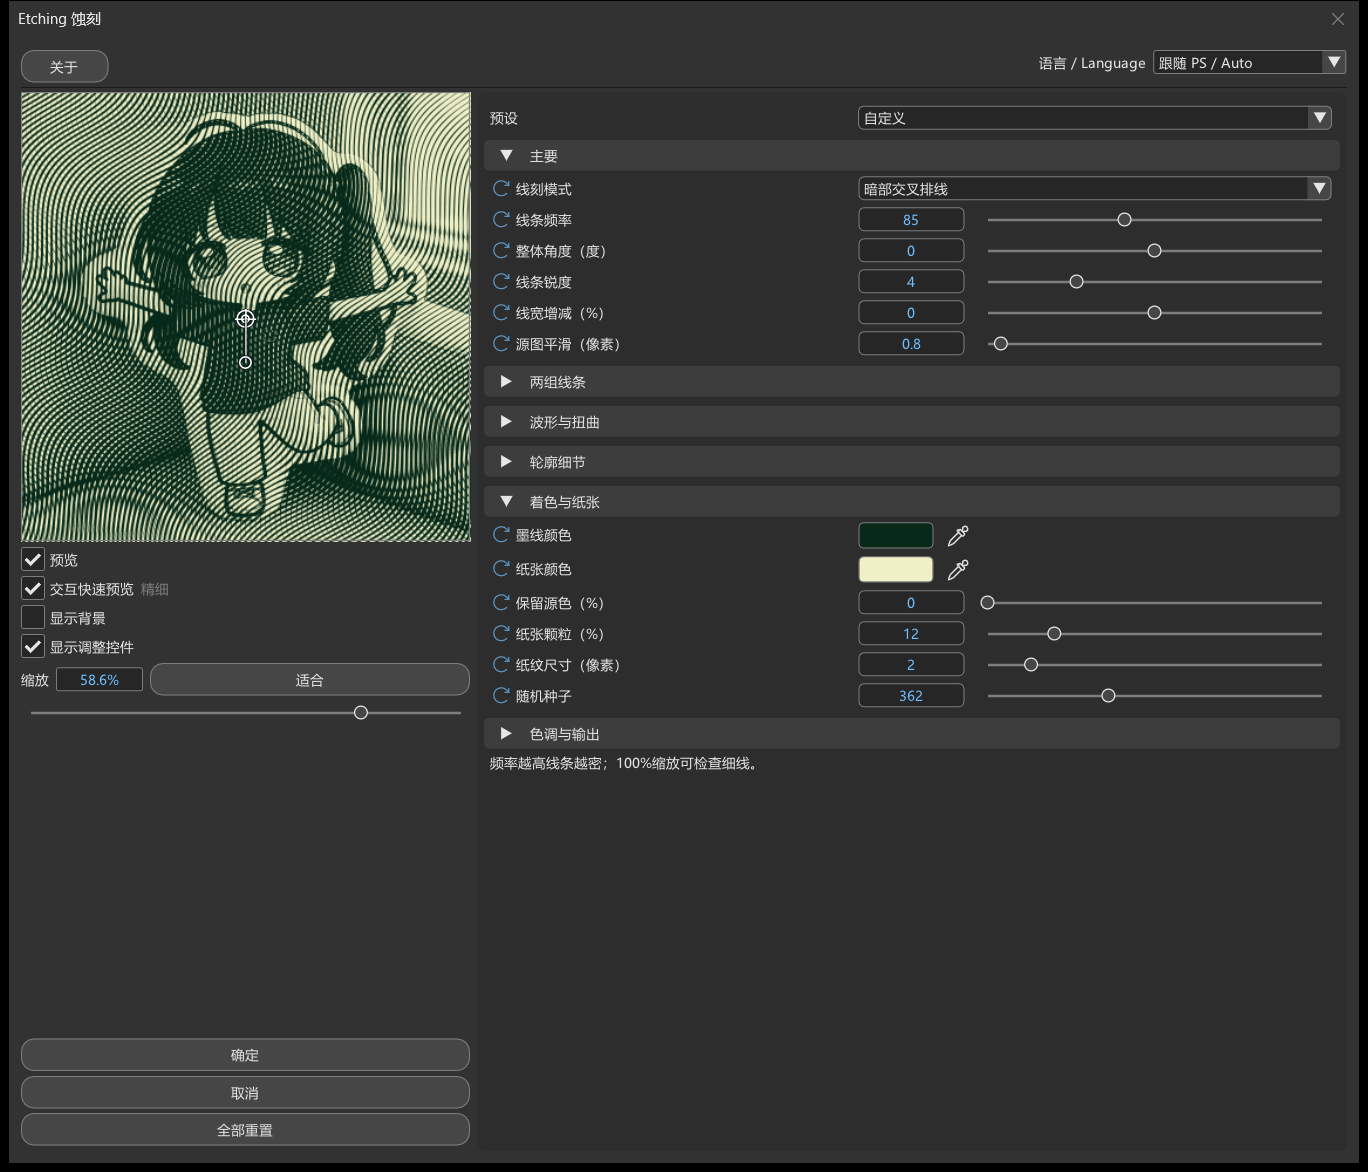 Etching 蚀刻
关于
语言 / Language
跟随 PS / Auto
预设
自定义
主要
线刻模式
暗部交叉排线
线条频率
85
整体角度（度）
0
线条锐度
4
线宽增减（%）
0
源图平滑（像素）
0.8
两组线条
波形与扭曲
轮廓细节
着色与纸张
墨线颜色
纸张颜色
保留源色（%）
0
纸张颗粒（%）
12
纸纹尺寸（像素）
2
随机种子
362
色调与输出
频率越高线条越密；100%缩放可检查细线。
预览
交互快速预览 精细
显示背景
显示调整控件
缩放
58.6%
适合
确定
取消
全部重置